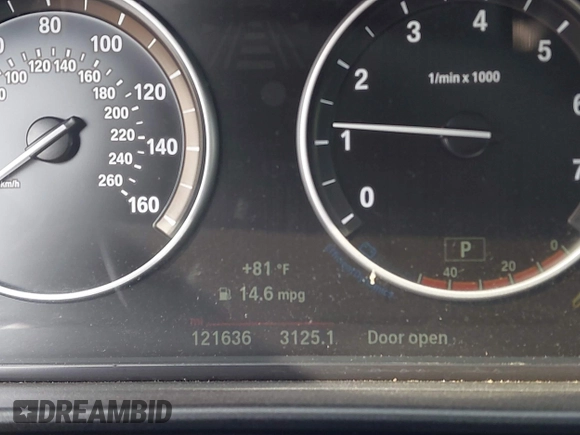 80 100 120 140 160
100 120 140 160 180 200 220 240 260
km/h
0 1 2 3 4 5 6 7
1/min x 1000
P
40 20 0
+81 °F
14.6 mpg
121636 3125.1 Door open
DREAMBID